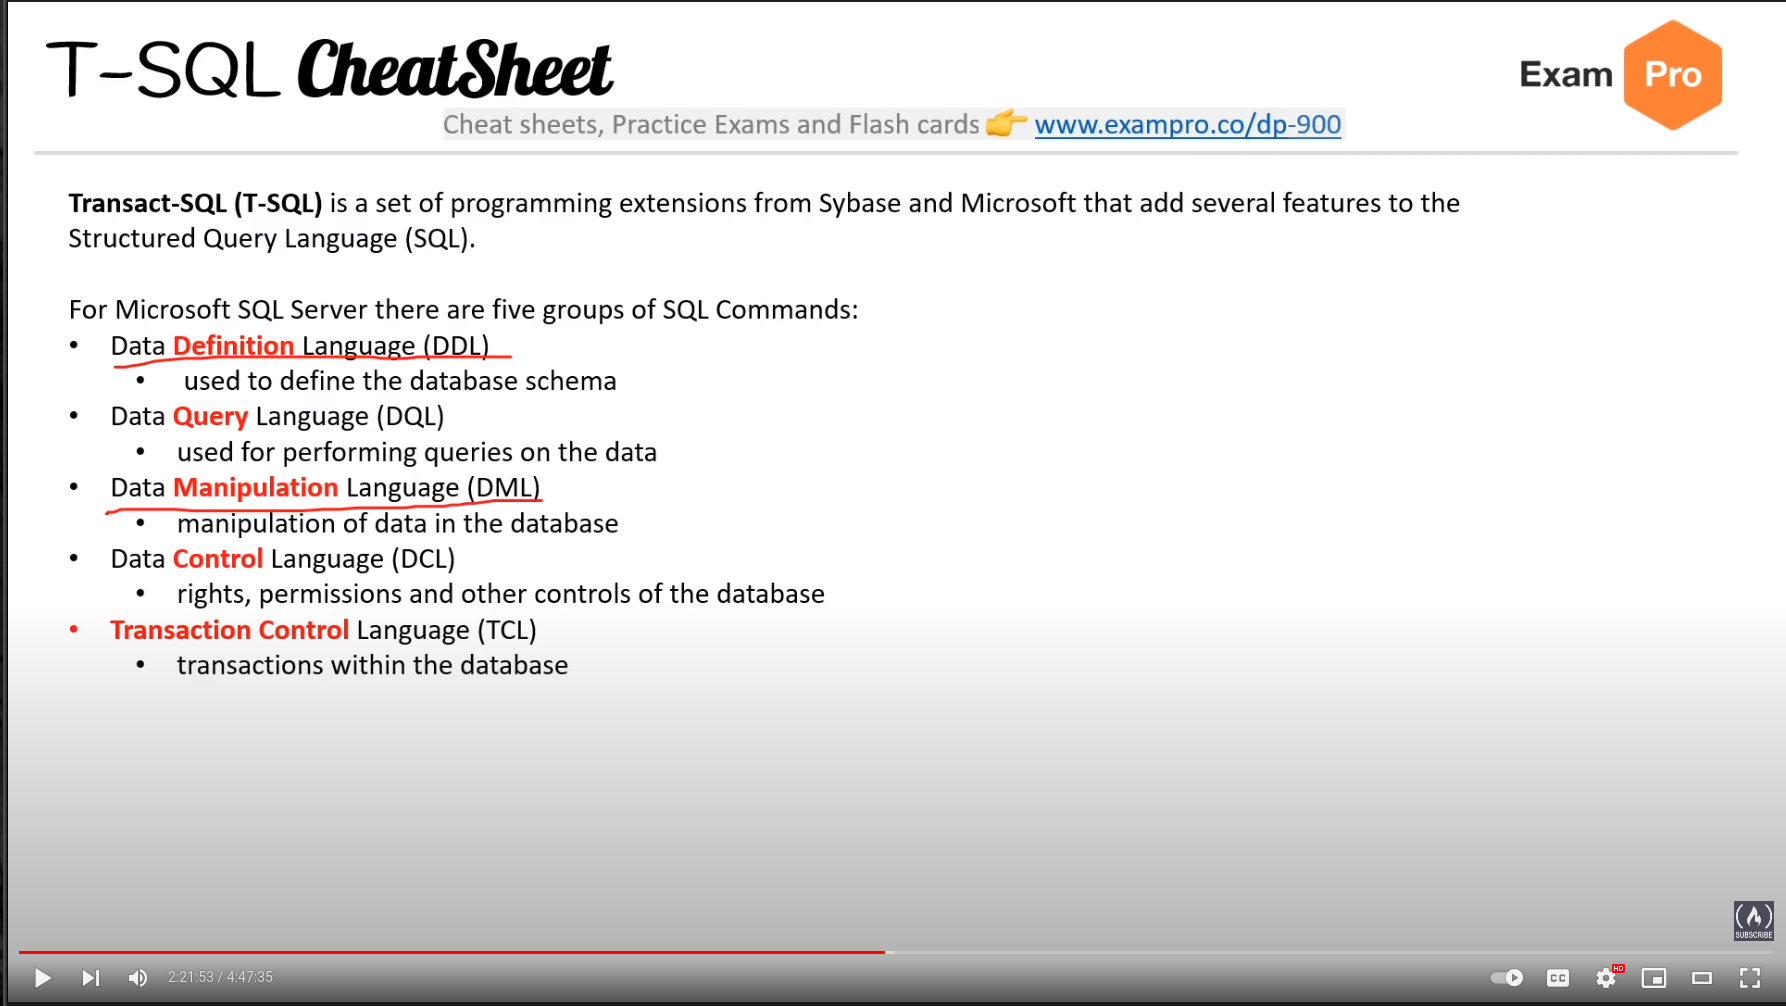 T-SQL CheatSheet
Exam Pro
Cheat sheets, Practice Exams and Flash cards 👉 www.exampro.co/dp-900
Transact-SQL (T-SQL) is a set of programming extensions from Sybase and Microsoft that add several features to the
Structured Query Language (SQL).
For Microsoft SQL Server there are five groups of SQL Commands:
• Data Definition Language (DDL)
• used to define the database schema
• Data Query Language (DQL)
• used for performing queries on the data
• Data Manipulation Language (DML)
• manipulation of data in the database
• Data Control Language (DCL)
• rights, permissions and other controls of the database
• Transaction Control Language (TCL)
• transactions within the database
SUBSCRIBE
2:21:53 / 4:47:35
CC
HD